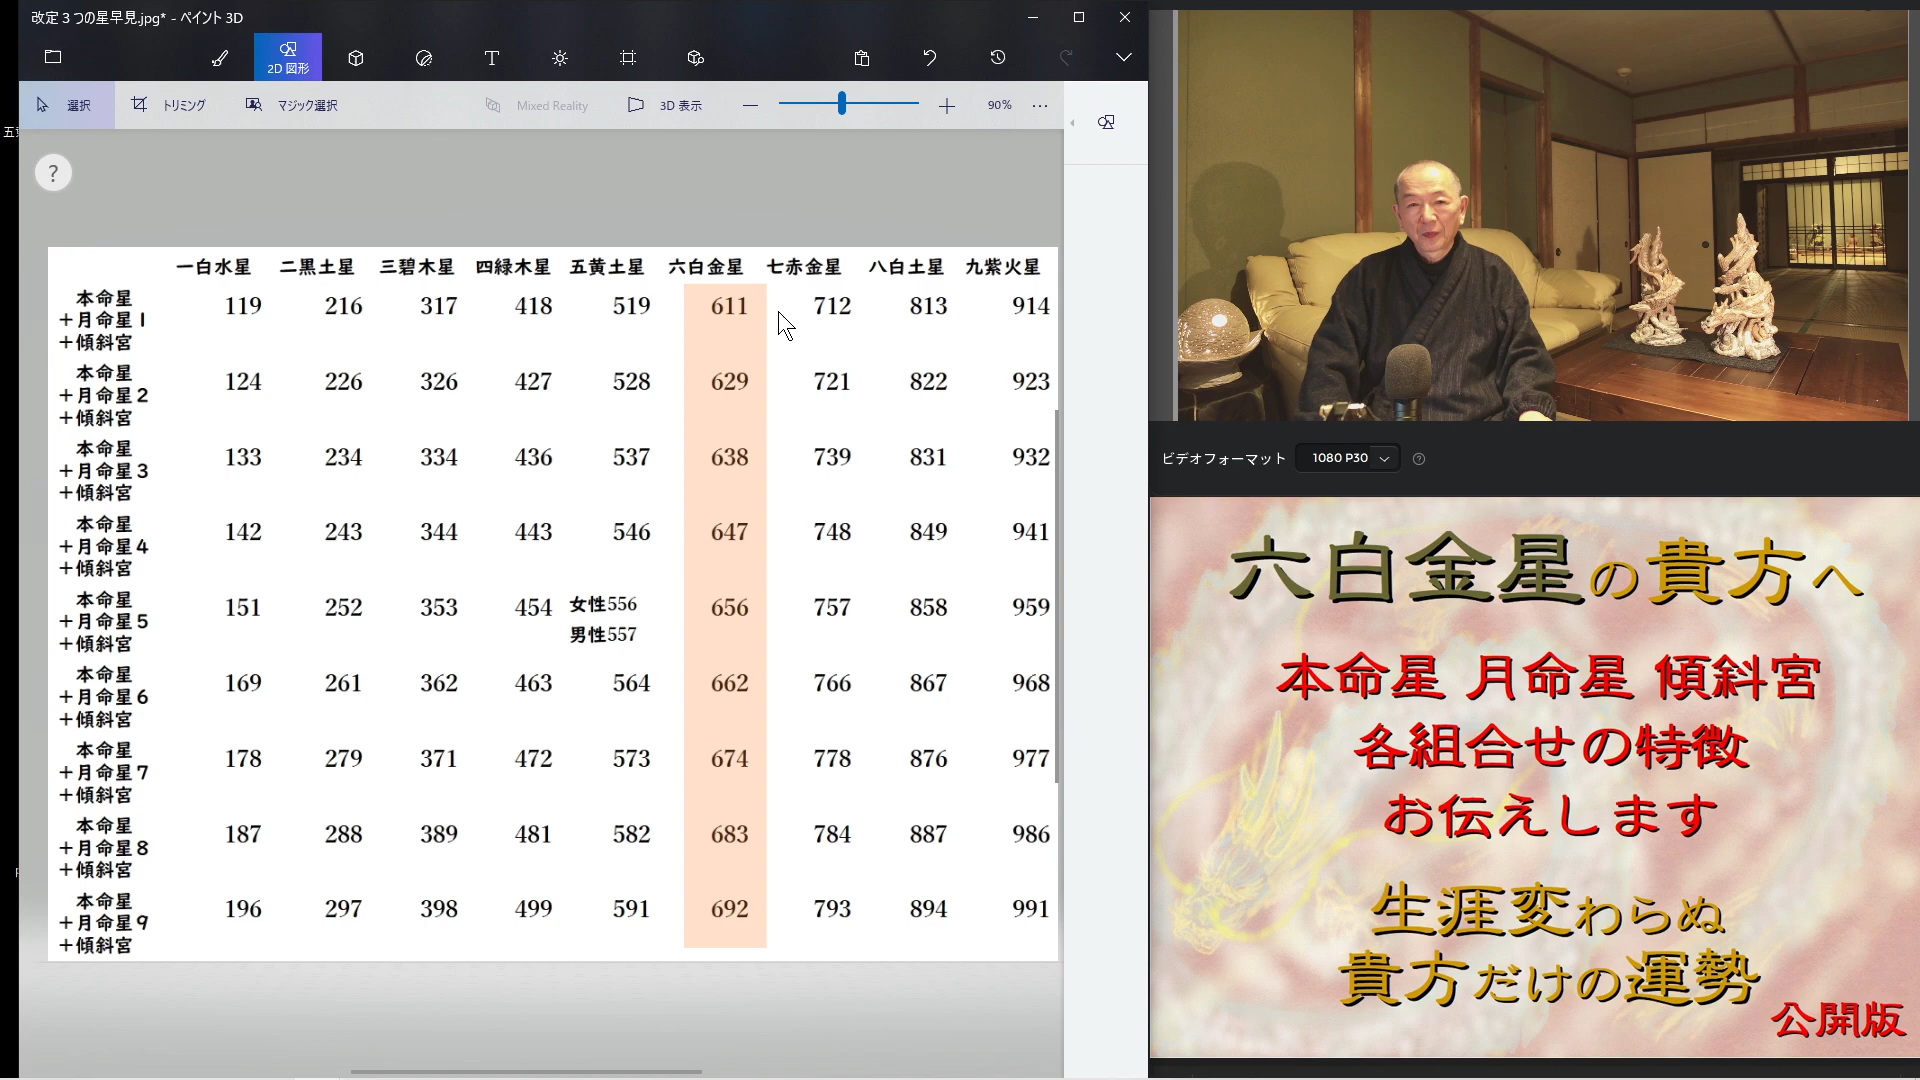 改定３つの星早見.jpg* - ペイント 3D
2D 図形
選択
トリミング
マジック選択
Mixed Reality
3D 表示
90%
?
一白水星 二黒土星 三碧木星 四緑木星 五黄土星 六白金星 七赤金星 八白土星 九紫火星
本命星
＋月命星１
＋傾斜宮
119 216 317 418 519 611 712 813 914
本命星
＋月命星２
＋傾斜宮
124 226 326 427 528 629 721 822 923
本命星
＋月命星３
＋傾斜宮
133 234 334 436 537 638 739 831 932
本命星
＋月命星４
＋傾斜宮
142 243 344 443 546 647 748 849 941
本命星
＋月命星５
＋傾斜宮
151 252 353 454 女性556 656 757 858 959
男性557
本命星
＋月命星６
＋傾斜宮
169 261 362 463 564 662 766 867 968
本命星
＋月命星７
＋傾斜宮
178 279 371 472 573 674 778 876 977
本命星
＋月命星８
＋傾斜宮
187 288 389 481 582 683 784 887 986
本命星
＋月命星９
＋傾斜宮
196 297 398 499 591 692 793 894 991
ビデオフォーマット 1080 P30
六白金星の貴方へ
本命星 月命星 傾斜宮
各組合せの特徴
お伝えします
生涯変わらぬ
貴方だけの運勢
公開版